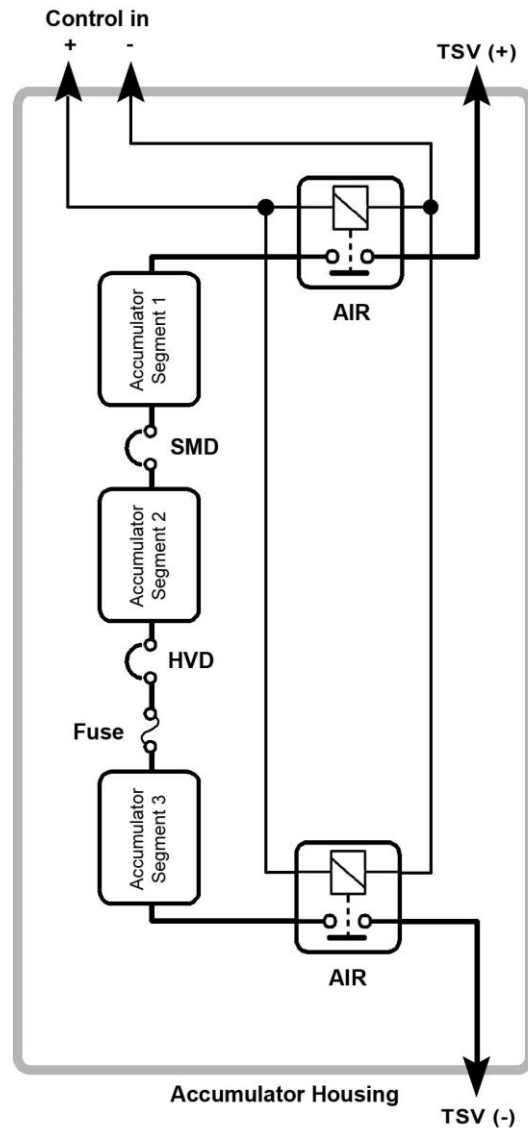 Control in
+ -
TSV (+)
AIR
Accumulator
Segment 1
SMD
Accumulator
Segment 2
HVD
Fuse
Accumulator
Segment 3
AIR
Accumulator Housing
TSV (-)